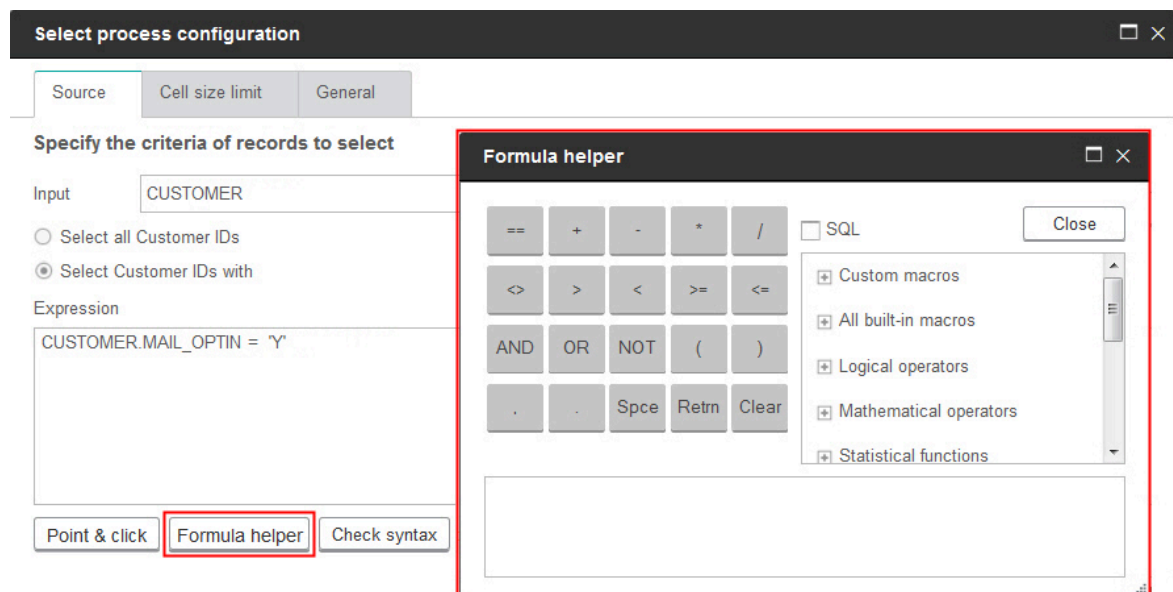 Select process configuration
Source Cell size limit General
Specify the criteria of records to select
Input CUSTOMER
Select all Customer IDs
Select Customer IDs with
Expression
CUSTOMER.MAIL_OPTIN = 'Y'
Point & click Formula helper Check syntax
Formula helper
== + - * /
<> > < >= <=
AND OR NOT ( )
, . Spce Retrn Clear
SQL Close
Custom macros
All built-in macros
Logical operators
Mathematical operators
Statistical functions